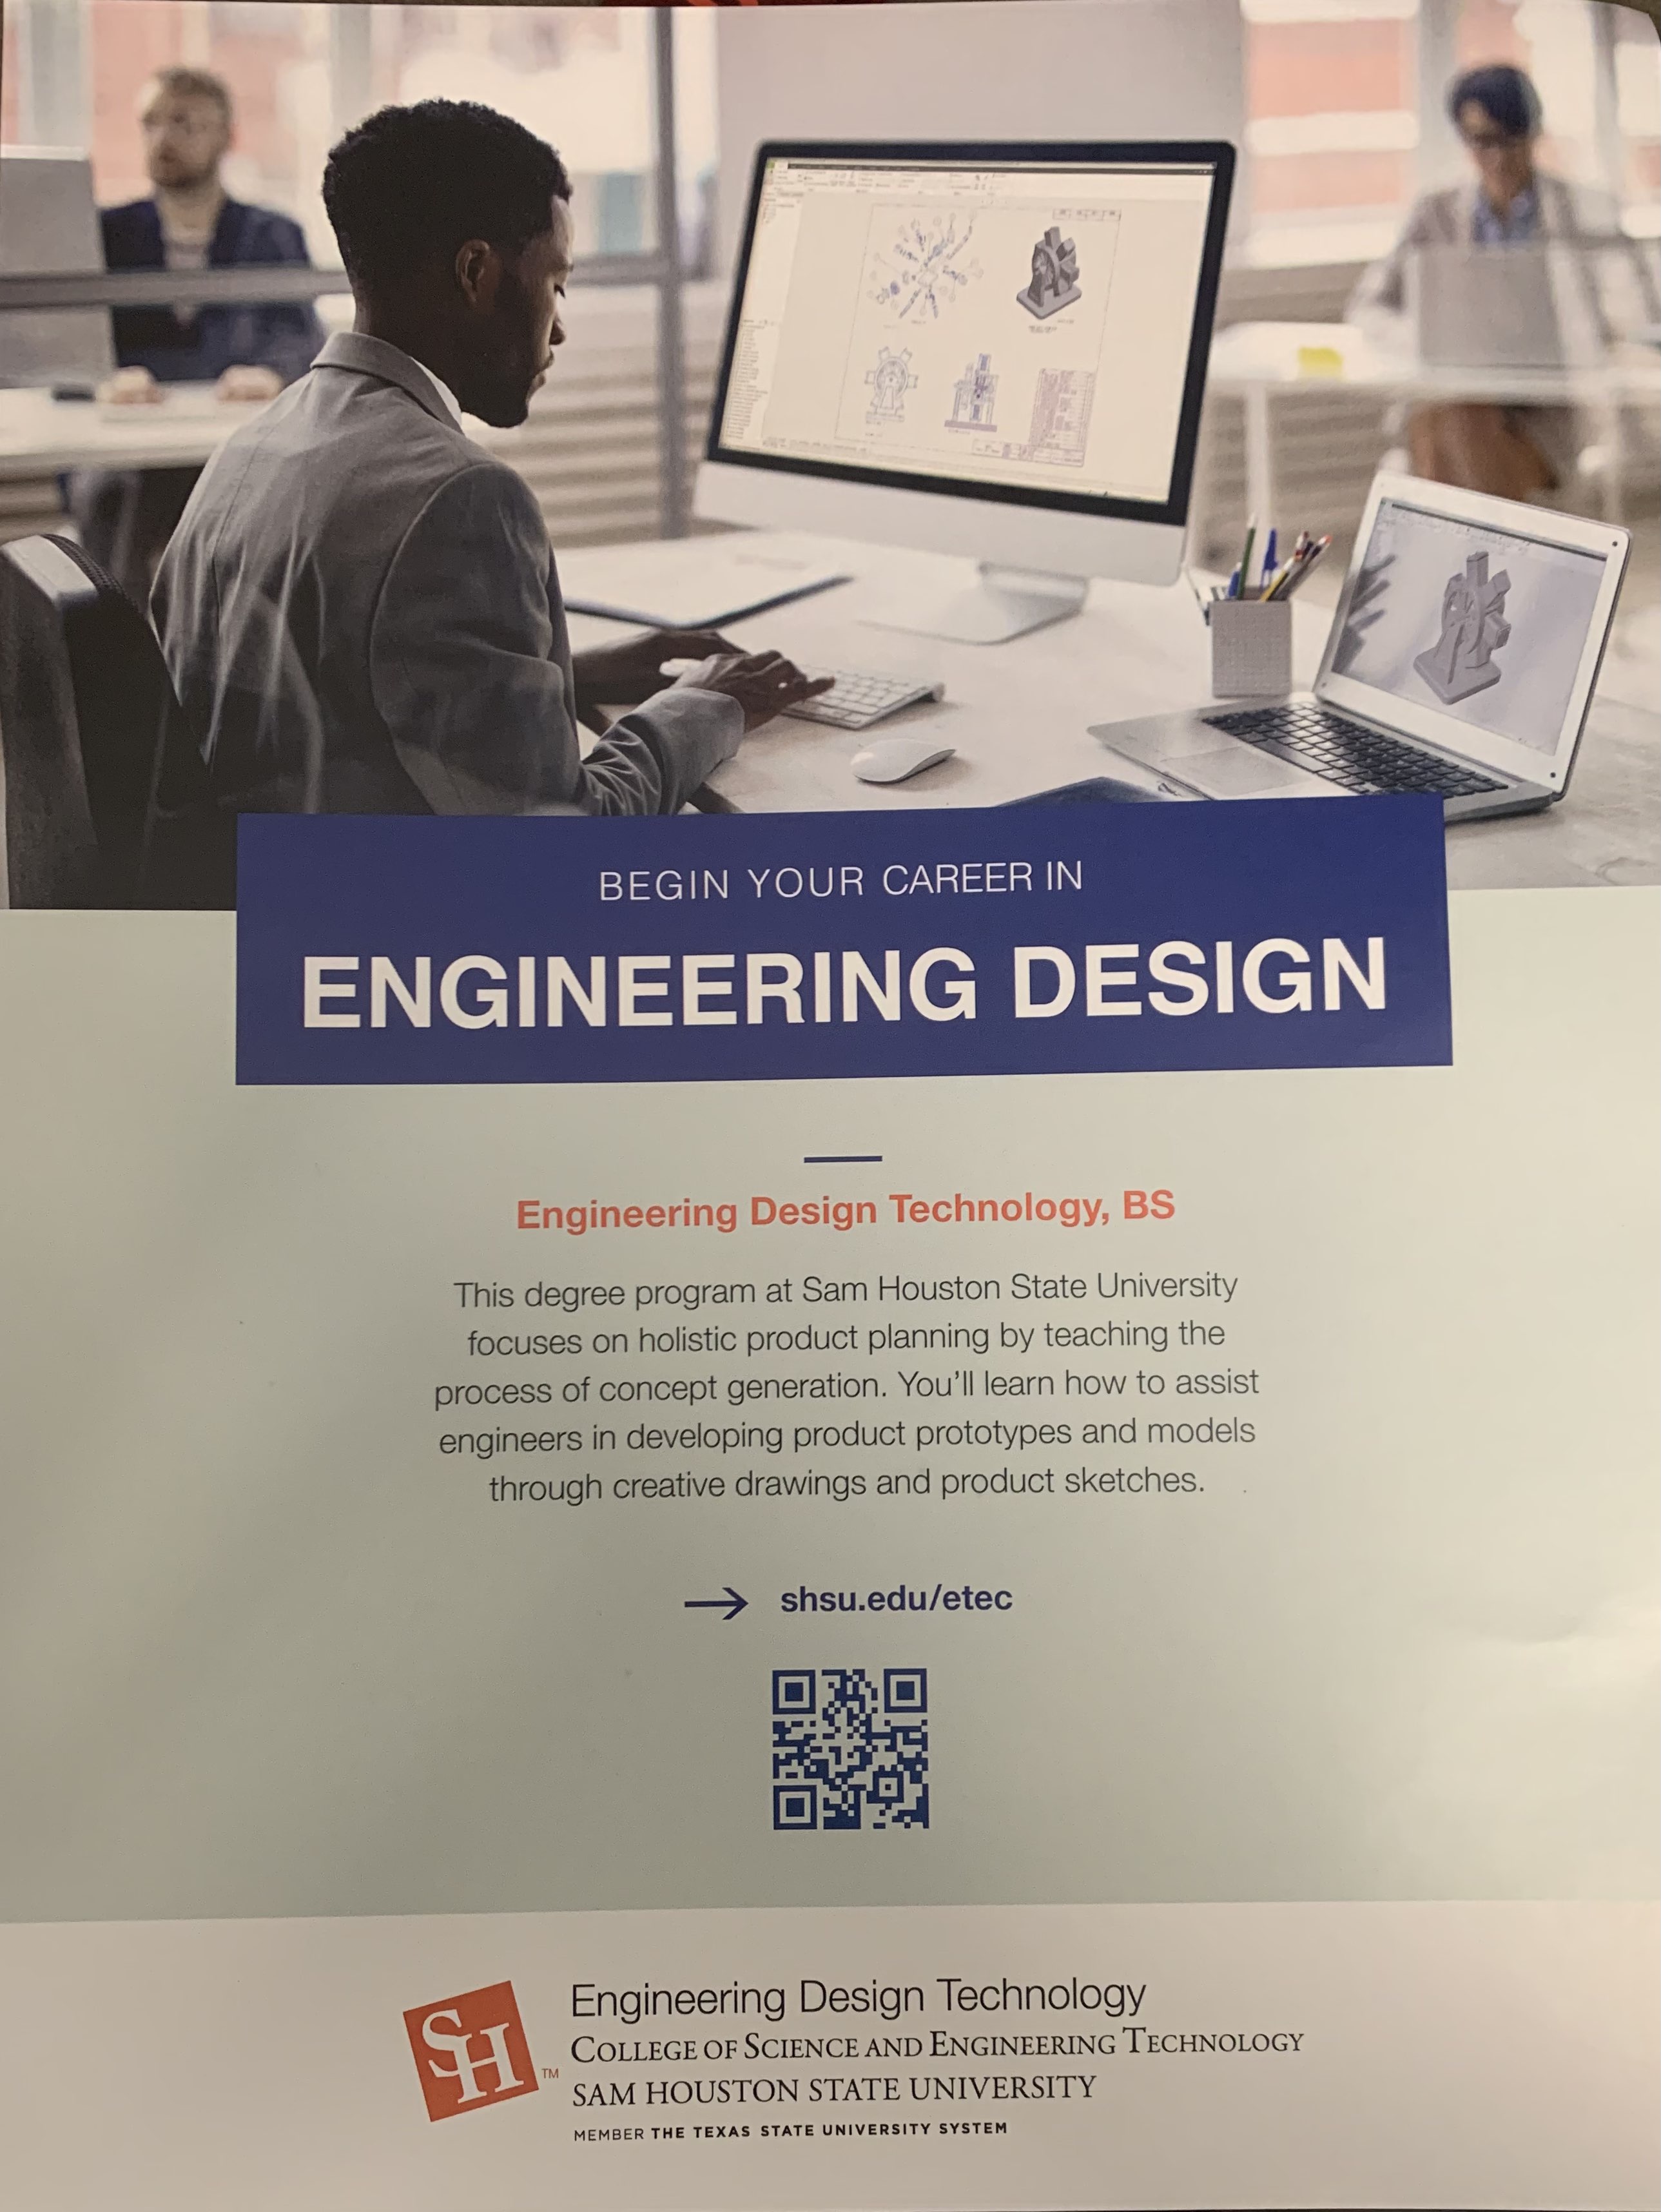 BEGIN YOUR CAREER IN
ENGINEERING DESIGN
Engineering Design Technology, BS
This degree program at Sam Houston State University
focuses on holistic product planning by teaching the
process of concept generation. You'll learn how to assist
engineers in developing product prototypes and models
through creative drawings and product sketches.
→ shsu.edu/etec
SH
TM
Engineering Design Technology
COLLEGE OF SCIENCE AND ENGINEERING TECHNOLOGY
SAM HOUSTON STATE UNIVERSITY
MEMBER THE TEXAS STATE UNIVERSITY SYSTEM